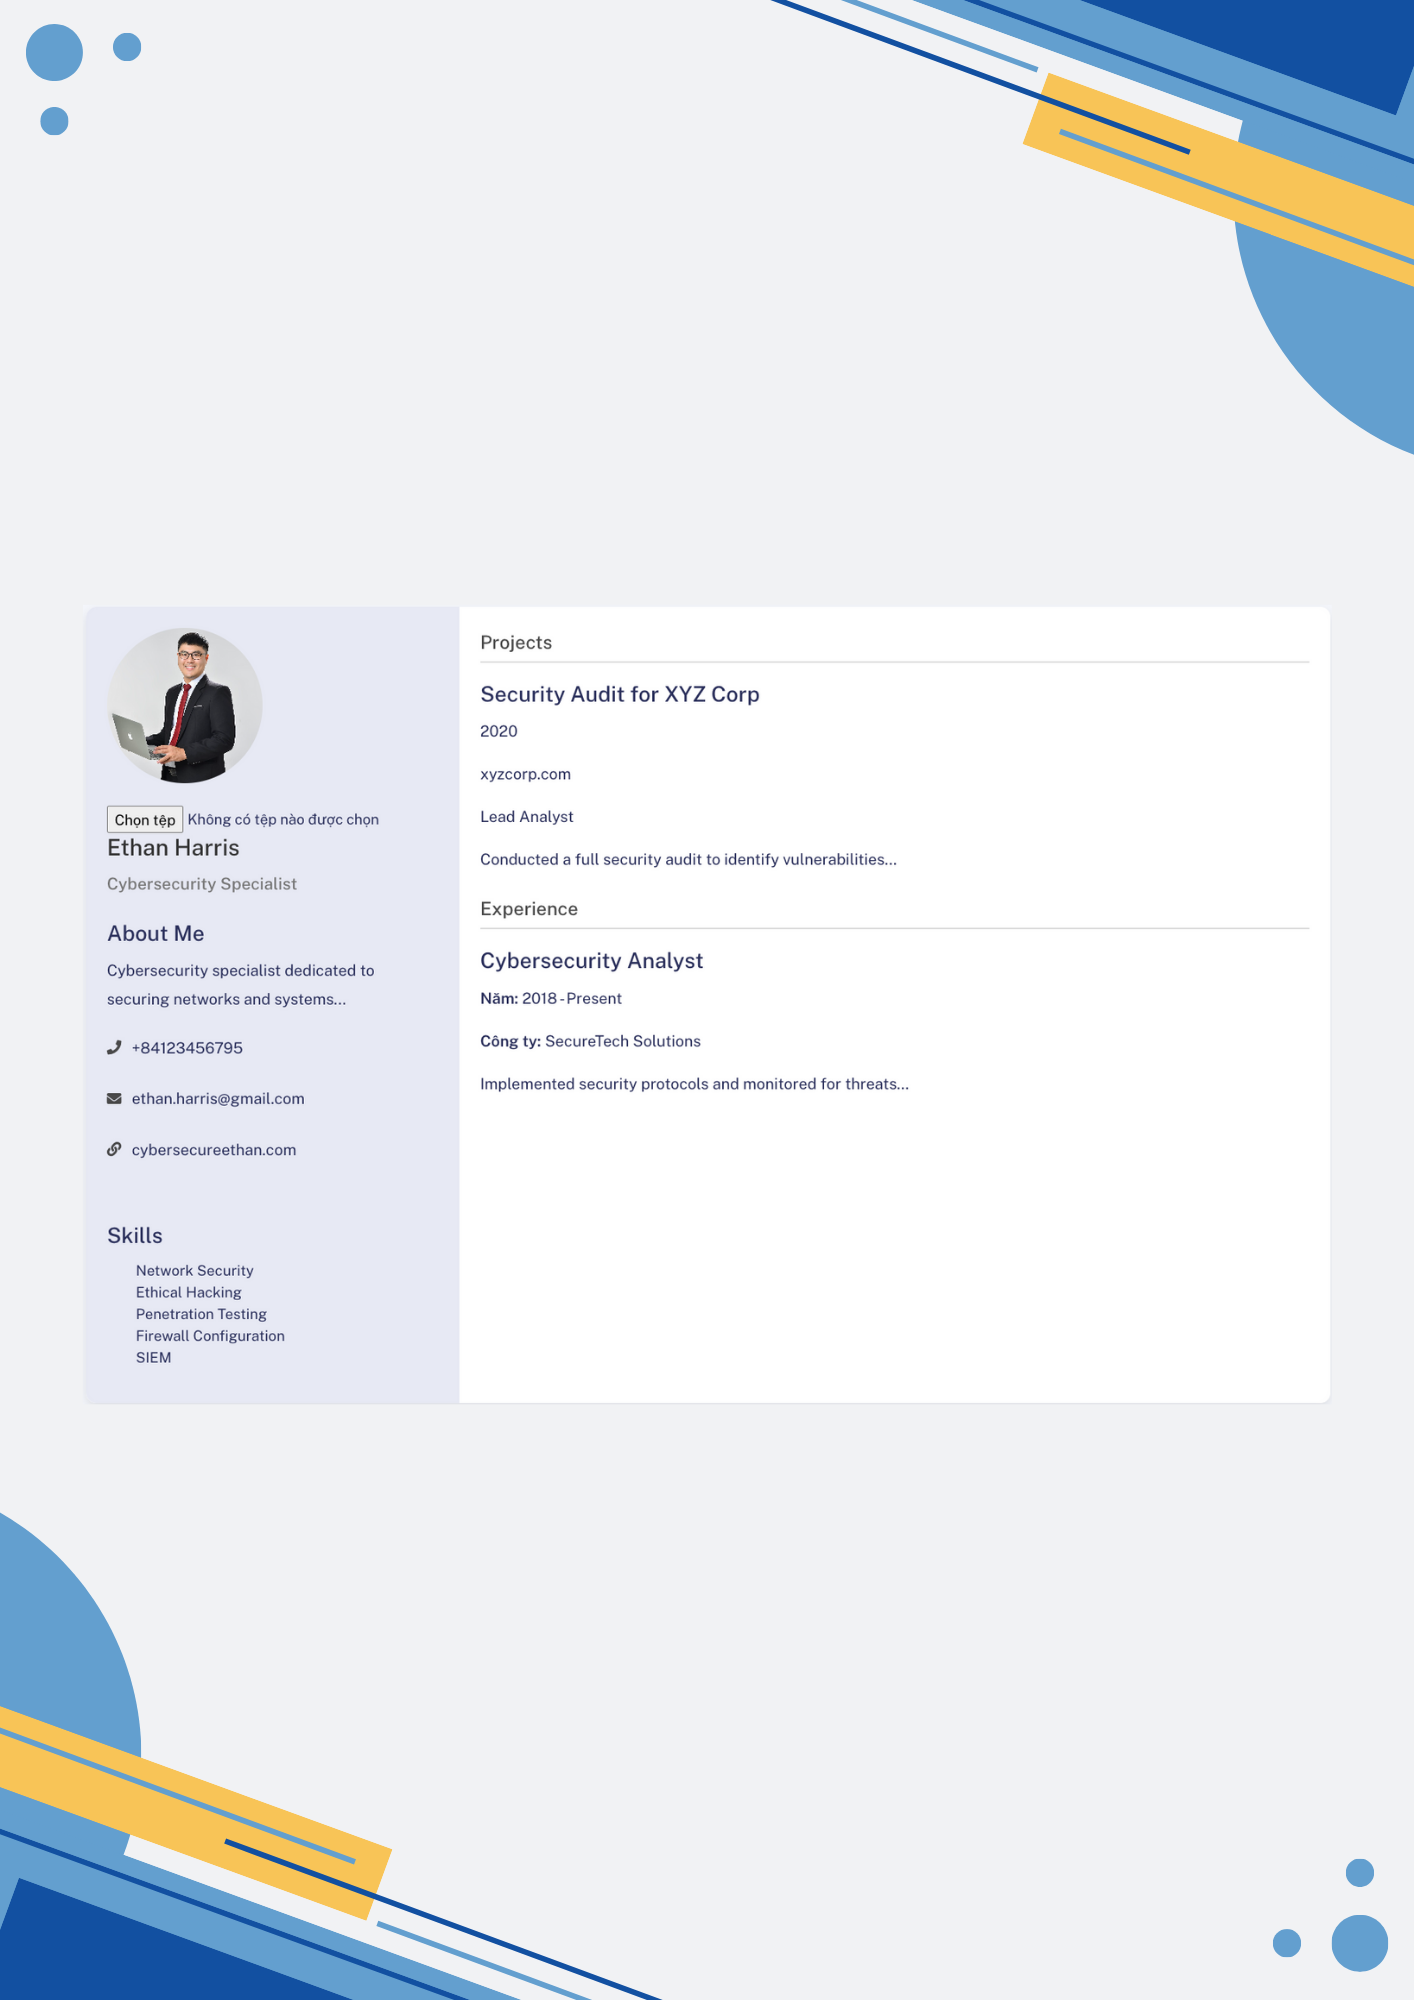 Chọn tệp Không có tệp nào được chọn
Ethan Harris
Cybersecurity Specialist
About Me
Cybersecurity specialist dedicated to
securing networks and systems...
+84123456795
ethan.harris@gmail.com
cybersecureethan.com
Skills
Network Security
Ethical Hacking
Penetration Testing
Firewall Configuration
SIEM
Projects
Security Audit for XYZ Corp
2020
xyzcorp.com
Lead Analyst
Conducted a full security audit to identify vulnerabilities...
Experience
Cybersecurity Analyst
Năm: 2018 - Present
Công ty: SecureTech Solutions
Implemented security protocols and monitored for threats...